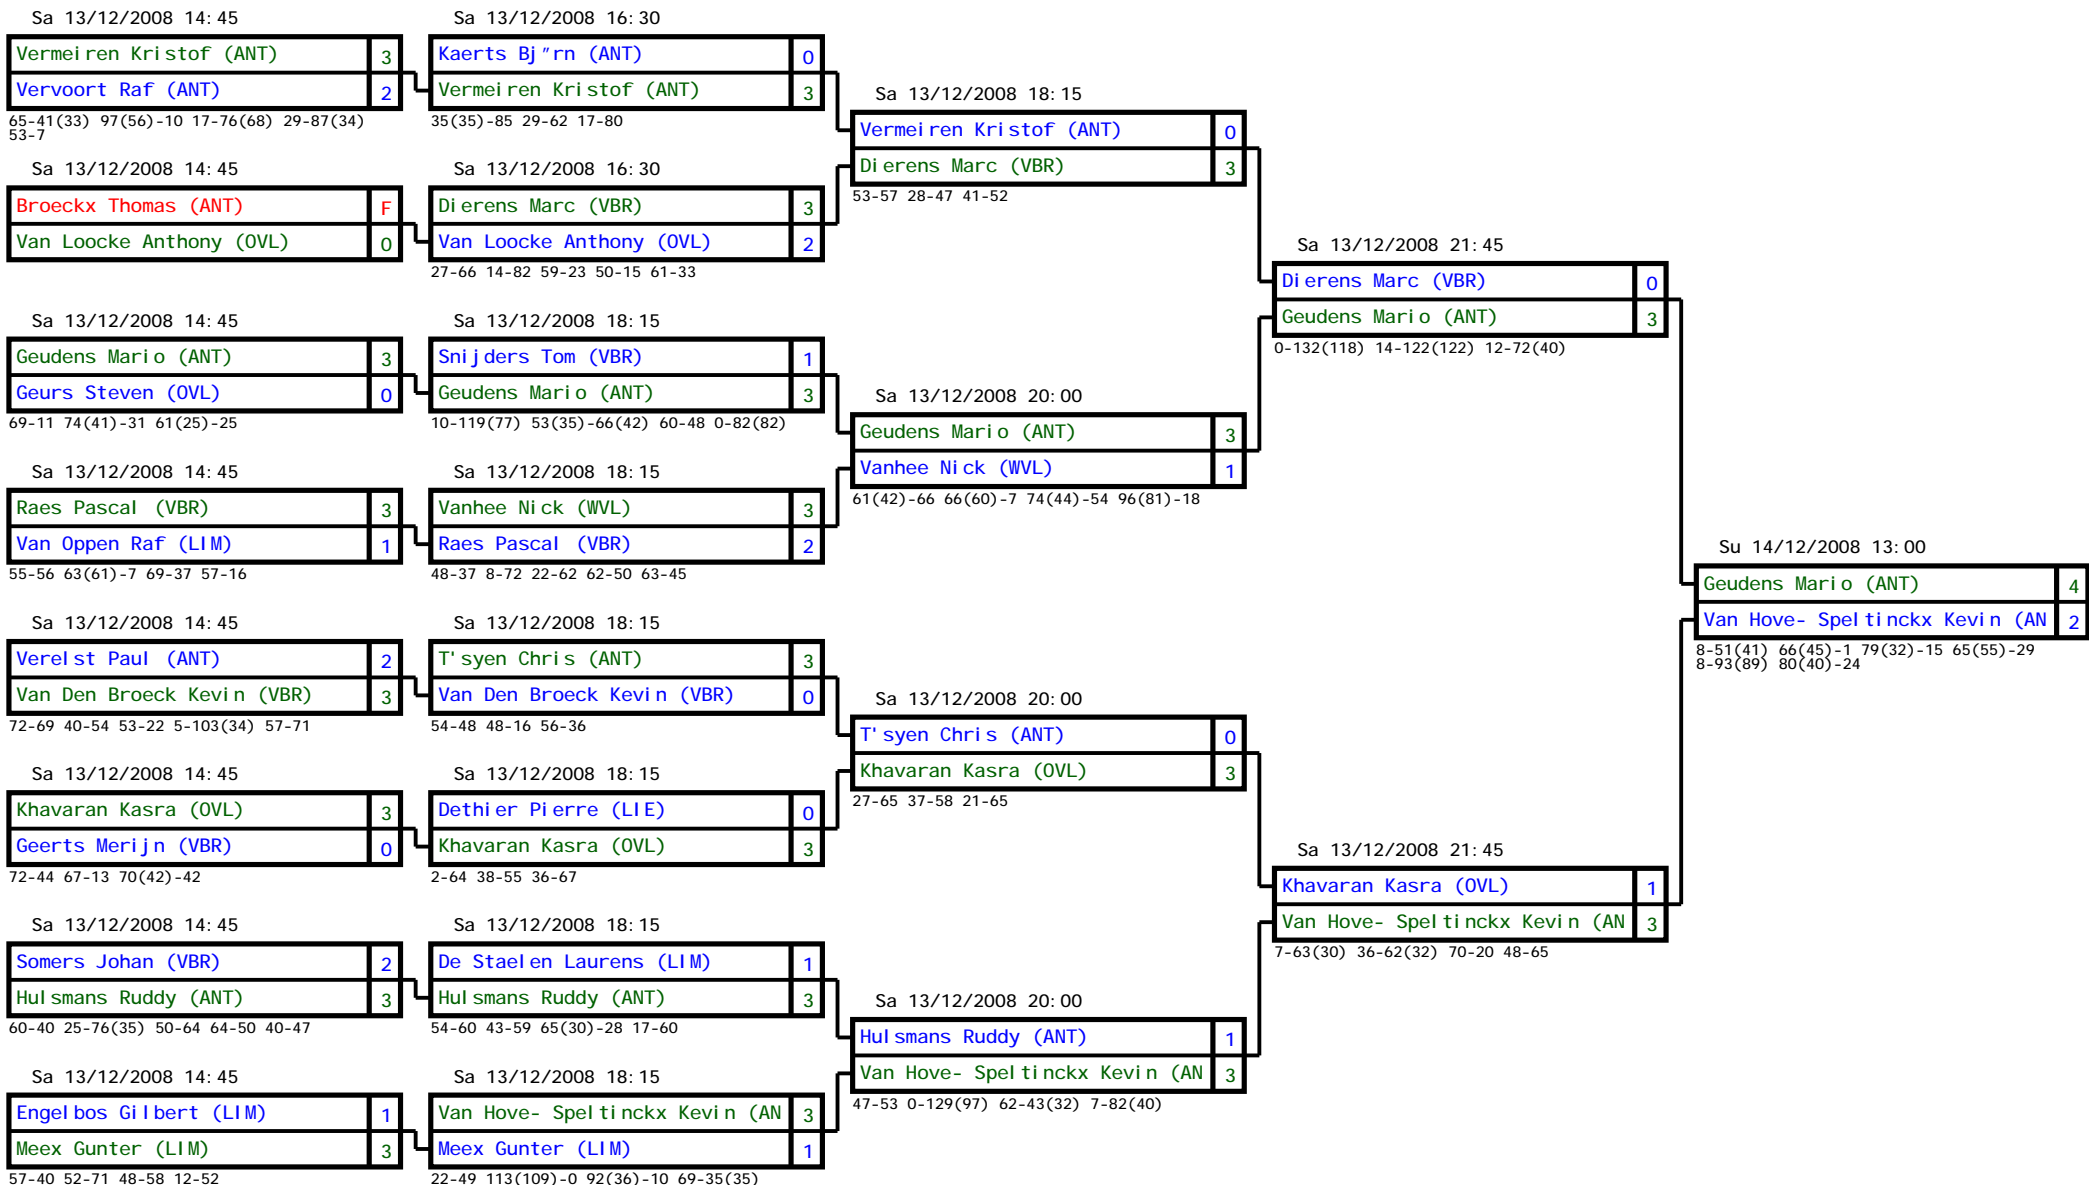 Sa 13/12/2008 14:45
Vermeiren Kristof (ANT) 3
Vervoort Raf (ANT) 2
65-41(33) 97(56)-10 17-76(68) 29-87(34)
53-7
Sa 13/12/2008 14:45
Broeckx Thomas (ANT) F
Van Loocke Anthony (OVL) 0
Sa 13/12/2008 14:45
Geudens Mario (ANT) 3
Geurs Steven (OVL) 0
69-11 74(41)-31 61(25)-25
Sa 13/12/2008 14:45
Raes Pascal (VBR) 3
Van Oppen Raf (LIM) 1
55-56 63(61)-7 69-37 57-16
Sa 13/12/2008 14:45
Verelst Paul (ANT) 2
Van Den Broeck Kevin (VBR) 3
72-69 40-54 53-22 5-103(34) 57-71
Sa 13/12/2008 14:45
Khavaran Kasra (OVL) 3
Geerts Merijn (VBR) 0
72-44 67-13 70(42)-42
Sa 13/12/2008 14:45
Somers Johan (VBR) 2
Hulsmans Ruddy (ANT) 3
60-40 25-76(35) 50-64 64-50 40-47
Sa 13/12/2008 14:45
Engelbos Gilbert (LIM) 1
Meex Gunter (LIM) 3
57-40 52-71 48-58 12-52
Sa 13/12/2008 16:30
Kaerts Bj"rn (ANT) 0
Vermeiren Kristof (ANT) 3
35(35)-85 29-62 17-80
Sa 13/12/2008 16:30
Dierens Marc (VBR) 3
Van Loocke Anthony (OVL) 2
27-66 14-82 59-23 50-15 61-33
Sa 13/12/2008 18:15
Snijders Tom (VBR) 1
Geudens Mario (ANT) 3
10-119(77) 53(35)-66(42) 60-48 0-82(82)
Sa 13/12/2008 18:15
Vanhee Nick (WVL) 3
Raes Pascal (VBR) 2
48-37 8-72 22-62 62-50 63-45
Sa 13/12/2008 18:15
T'syen Chris (ANT) 3
Van Den Broeck Kevin (VBR) 0
54-48 48-16 56-36
Sa 13/12/2008 18:15
Dethier Pierre (LIE) 0
Khavaran Kasra (OVL) 3
2-64 38-55 36-67
Sa 13/12/2008 18:15
De Staelen Laurens (LIM) 1
Hulsmans Ruddy (ANT) 3
54-60 43-59 65(30)-28 17-60
Sa 13/12/2008 18:15
Van Hove- Speltinckx Kevin (AN 3
Meex Gunter (LIM) 1
22-49 113(109)-0 92(36)-10 69-35(35)
Sa 13/12/2008 18:15
Vermeiren Kristof (ANT) 0
Dierens Marc (VBR) 3
53-57 28-47 41-52
Sa 13/12/2008 20:00
Geudens Mario (ANT) 3
Vanhee Nick (WVL) 1
61(42)-66 66(60)-7 74(44)-54 96(81)-18
Sa 13/12/2008 20:00
T'syen Chris (ANT) 0
Khavaran Kasra (OVL) 3
27-65 37-58 21-65
Sa 13/12/2008 20:00
Hulsmans Ruddy (ANT) 1
Van Hove- Speltinckx Kevin (AN 3
47-53 0-129(97) 62-43(32) 7-82(40)
Sa 13/12/2008 21:45
Dierens Marc (VBR) 0
Geudens Mario (ANT) 3
0-132(118) 14-122(122) 12-72(40)
Sa 13/12/2008 21:45
Khavaran Kasra (OVL) 1
Van Hove- Speltinckx Kevin (AN 3
7-63(30) 36-62(32) 70-20 48-65
Su 14/12/2008 13:00
Geudens Mario (ANT) 4
Van Hove- Speltinckx Kevin (AN 2
8-51(41) 66(45)-1 79(32)-15 65(55)-29
8-93(89) 80(40)-24